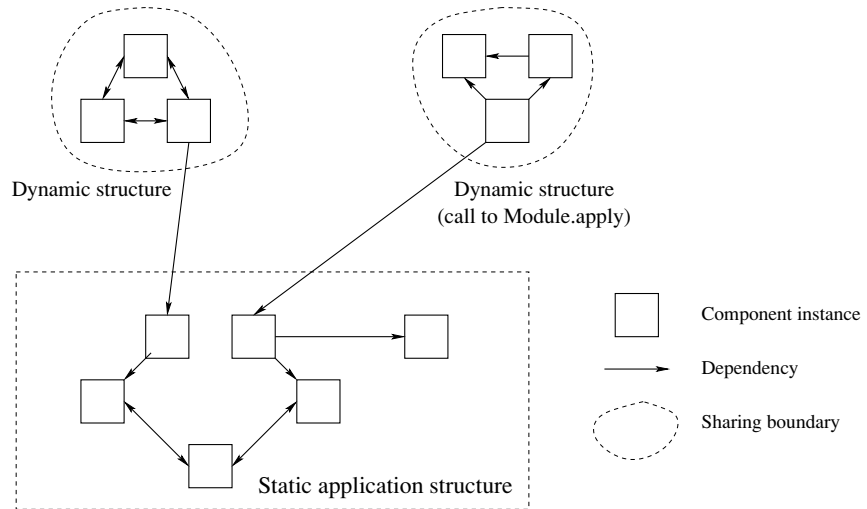 Dynamic structure
Dynamic structure
(call to Module.apply)
Component instance
Dependency
Sharing boundary
Static application structure